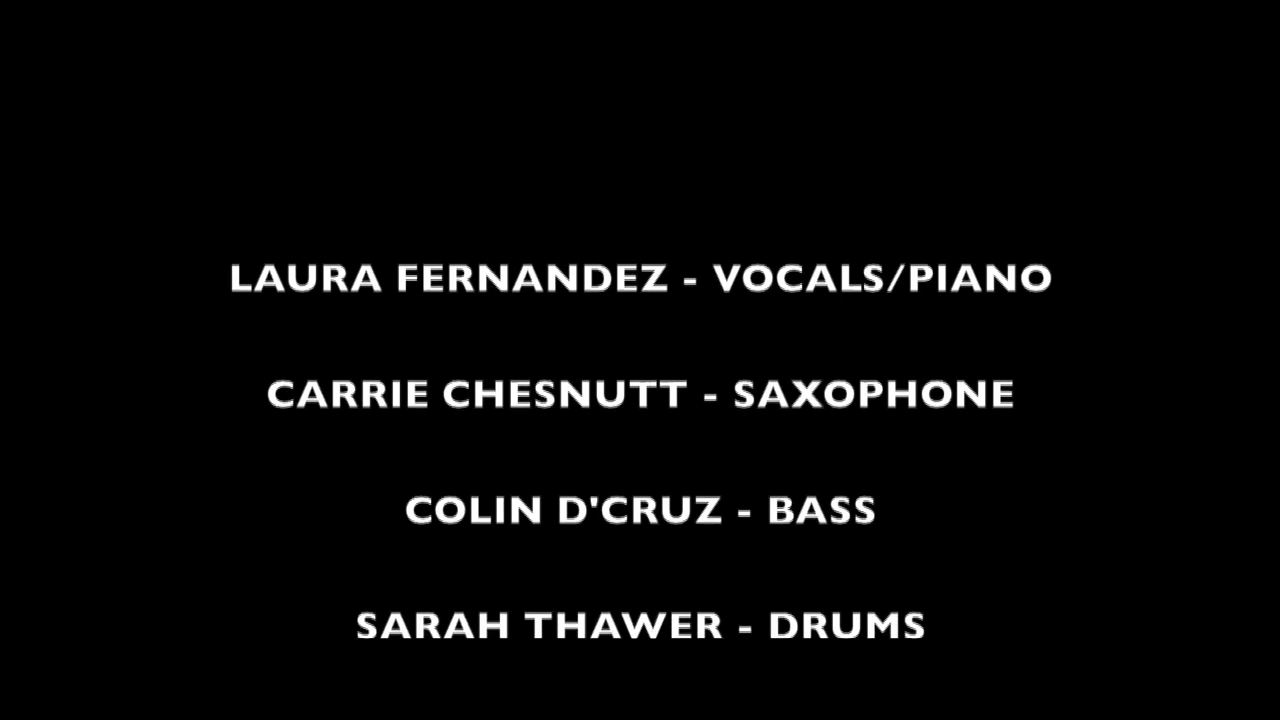 LAURA FERNANDEZ - VOCALS/PIANO
CARRIE CHESNUTT - SAXOPHONE
COLIN D'CRUZ - BASS
SARAH THAWER - DRUMS